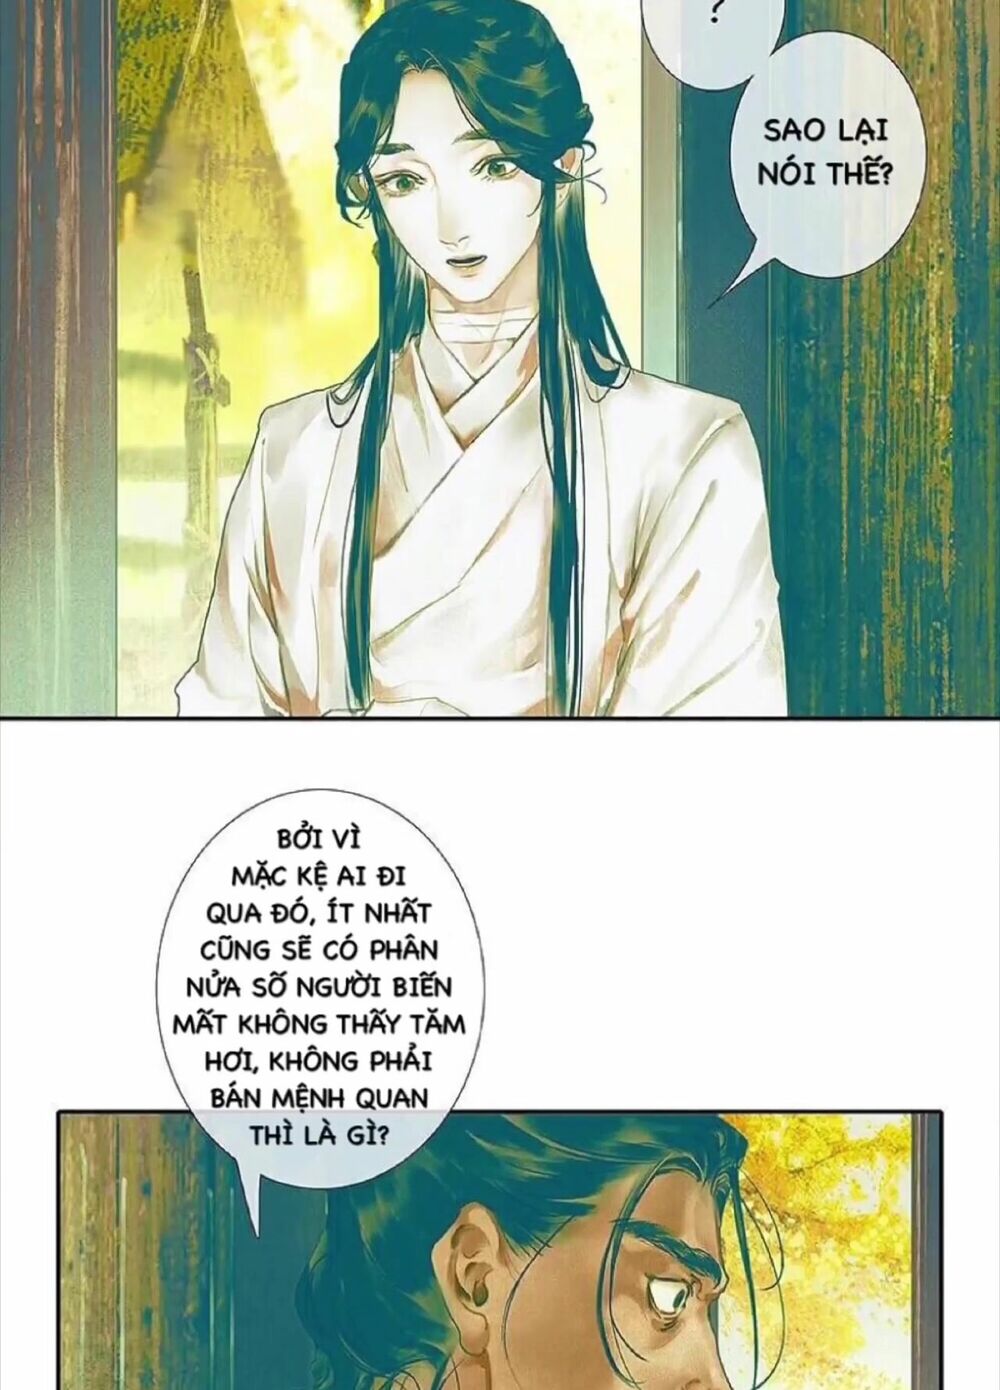 ?
SAO LẠI
NÓI THẾ?
BỞI VÌ
MẶC KỆ AI ĐI
QUA ĐÓ, ÍT NHẤT
CŨNG SẼ CÓ PHÂN
NỬA SỐ NGƯỜI BIẾN
MẤT KHÔNG THẤY TĂM
HƠI, KHÔNG PHẢI
BÁN MỆNH QUAN
THÌ LÀ GÌ?